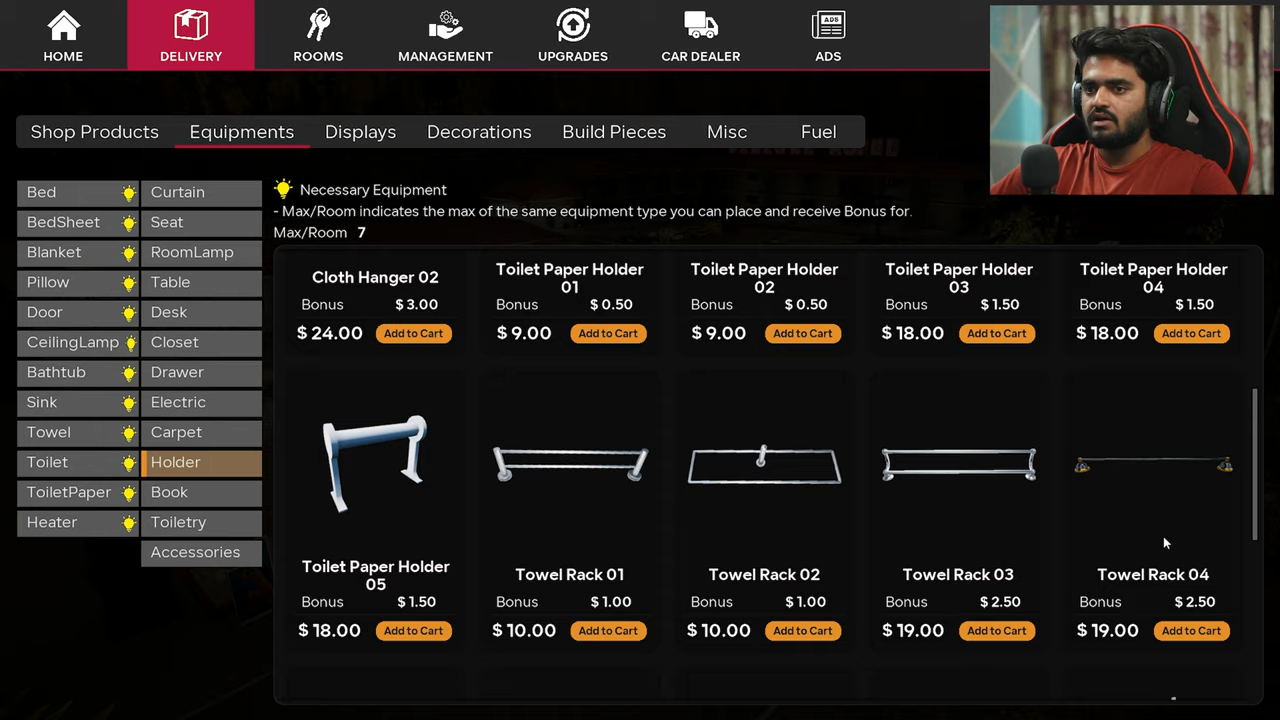 HOME
DELIVERY
ROOMS
MANAGEMENT
UPGRADES
CAR DEALER
ADS
ADS
Shop Products
Equipments
Displays
Decorations
Build Pieces
Misc
Fuel
Bed
Curtain
BedSheet
Seat
Blanket
RoomLamp
Pillow
Table
Door
Desk
CeilingLamp
Closet
Bathtub
Drawer
Sink
Electric
Towel
Carpet
Toilet
Holder
ToiletPaper
Book
Heater
Toiletry
Accessories
Necessary Equipment
- Max/Room indicates the max of the same equipment type you can place and receive Bonus for.
Max/Room 7
Cloth Hanger 02
Bonus $ 3.00
$ 24.00 Add to Cart
Toilet Paper Holder
01
Bonus $ 0.50
$ 9.00 Add to Cart
Toilet Paper Holder
02
Bonus $ 0.50
$ 9.00 Add to Cart
Toilet Paper Holder
03
Bonus $ 1.50
$ 18.00 Add to Cart
Toilet Paper Holder
04
Bonus $ 1.50
$ 18.00 Add to Cart
Toilet Paper Holder
05
Bonus $ 1.50
$ 18.00 Add to Cart
Towel Rack 01
Bonus $ 1.00
$ 10.00 Add to Cart
Towel Rack 02
Bonus $ 1.00
$ 10.00 Add to Cart
Towel Rack 03
Bonus $ 2.50
$ 19.00 Add to Cart
Towel Rack 04
Bonus $ 2.50
$ 19.00 Add to Cart